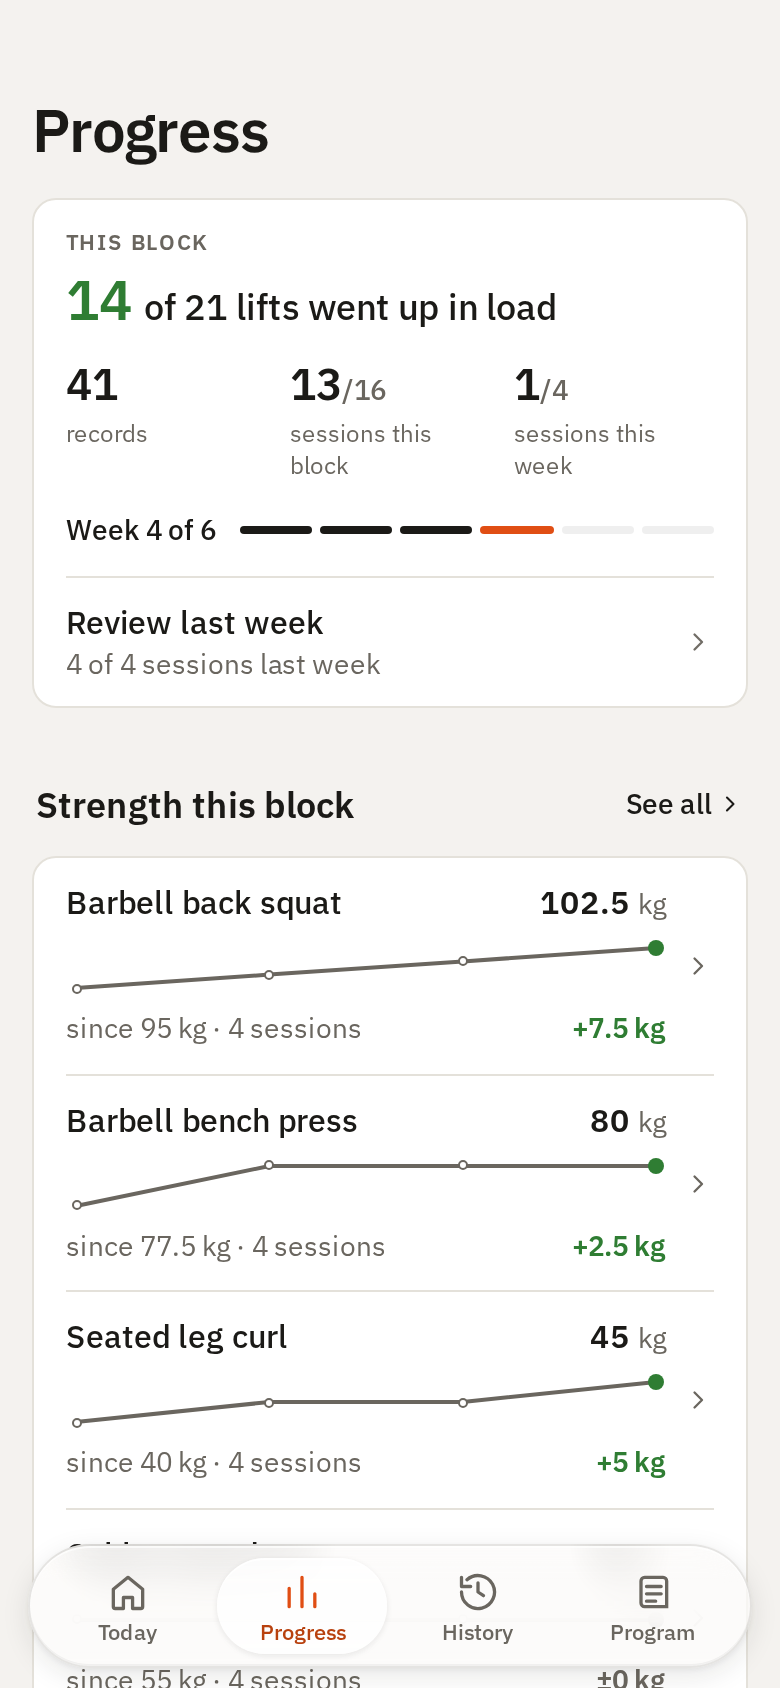 Progress
THIS BLOCK
14 of 21 lifts went up in load
41
records
13/16
sessions this
block
1/4
sessions this
week
Week 4 of 6
Review last week
4 of 4 sessions last week
Strength this block
See all
Barbell back squat
102.5 kg
since 95 kg · 4 sessions
+7.5 kg
Barbell bench press
80 kg
since 77.5 kg · 4 sessions
+2.5 kg
Seated leg curl
45 kg
since 40 kg · 4 sessions
+5 kg
Today
Progress
History
Program
since 55 kg · 4 sessions
±0 kg